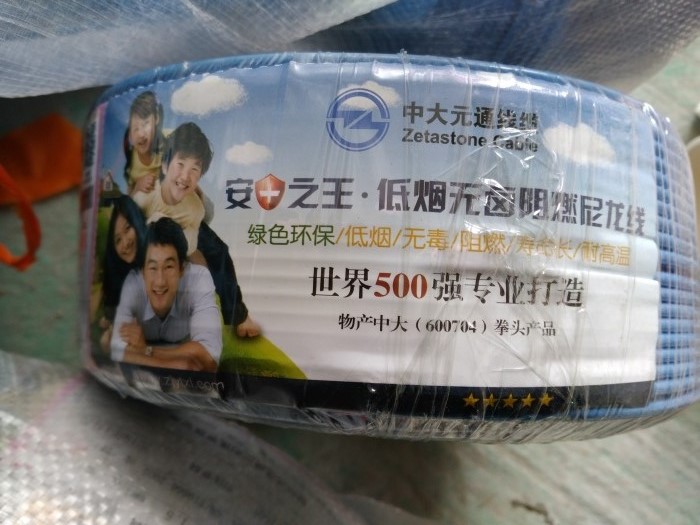 中大元通线缆
Zetastone Cable
安之王·低烟无卤阻燃尼龙线
绿色环保/低烟/无毒/阻燃/寿命长/耐高温
世界500强专业打造
物产中大（600704）拳头产品